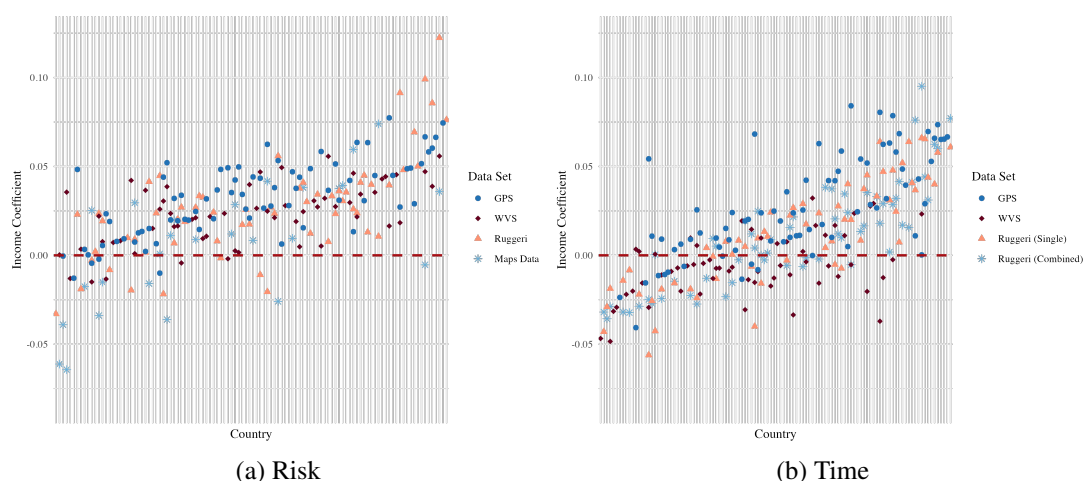 0.10
0.05
0.00
-0.05
Income Coefficient
Country
Data Set
GPS
WVS
Ruggeri
Maps Data
(a) Risk
0.10
0.05
0.00
-0.05
Income Coefficient
Country
Data Set
GPS
WVS
Ruggeri (Single)
Ruggeri (Combined)
(b) Time